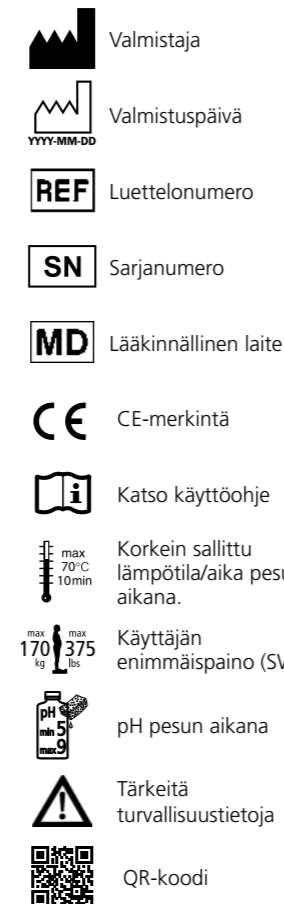 Valmistaja
YYYY-MM-DD
Valmistuspäivä
REF
Luettelonumero
SN
Sarjanumero
MD
Lääkinnällinen laite
CE
CE-merkintä
i
Katso käyttöohje
max
70°C
10min
Korkein sallittu
lämpötila/aika
aikana.
max max
170 375
kg lbs
Käyttäjän
enimmäispaino
pH
min 5
max 9
pH pesun aikana
Tärkeitä
turvallisuustietoja
QR-koodi